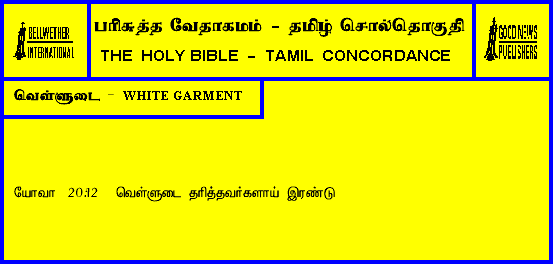 BELLWETHER
INTERNATIONAL
பரிசுத்த வேதாகமம் - தமிழ் சொல்தொகுதி
THE HOLY BIBLE - TAMIL CONCORDANCE
GOOD NEWS
PUBLISHERS
வெள்ளுடை - WHITE GARMENT
யோவா 20:12 வெள்ளுடை தரித்தவர்களாய் இரண்டு